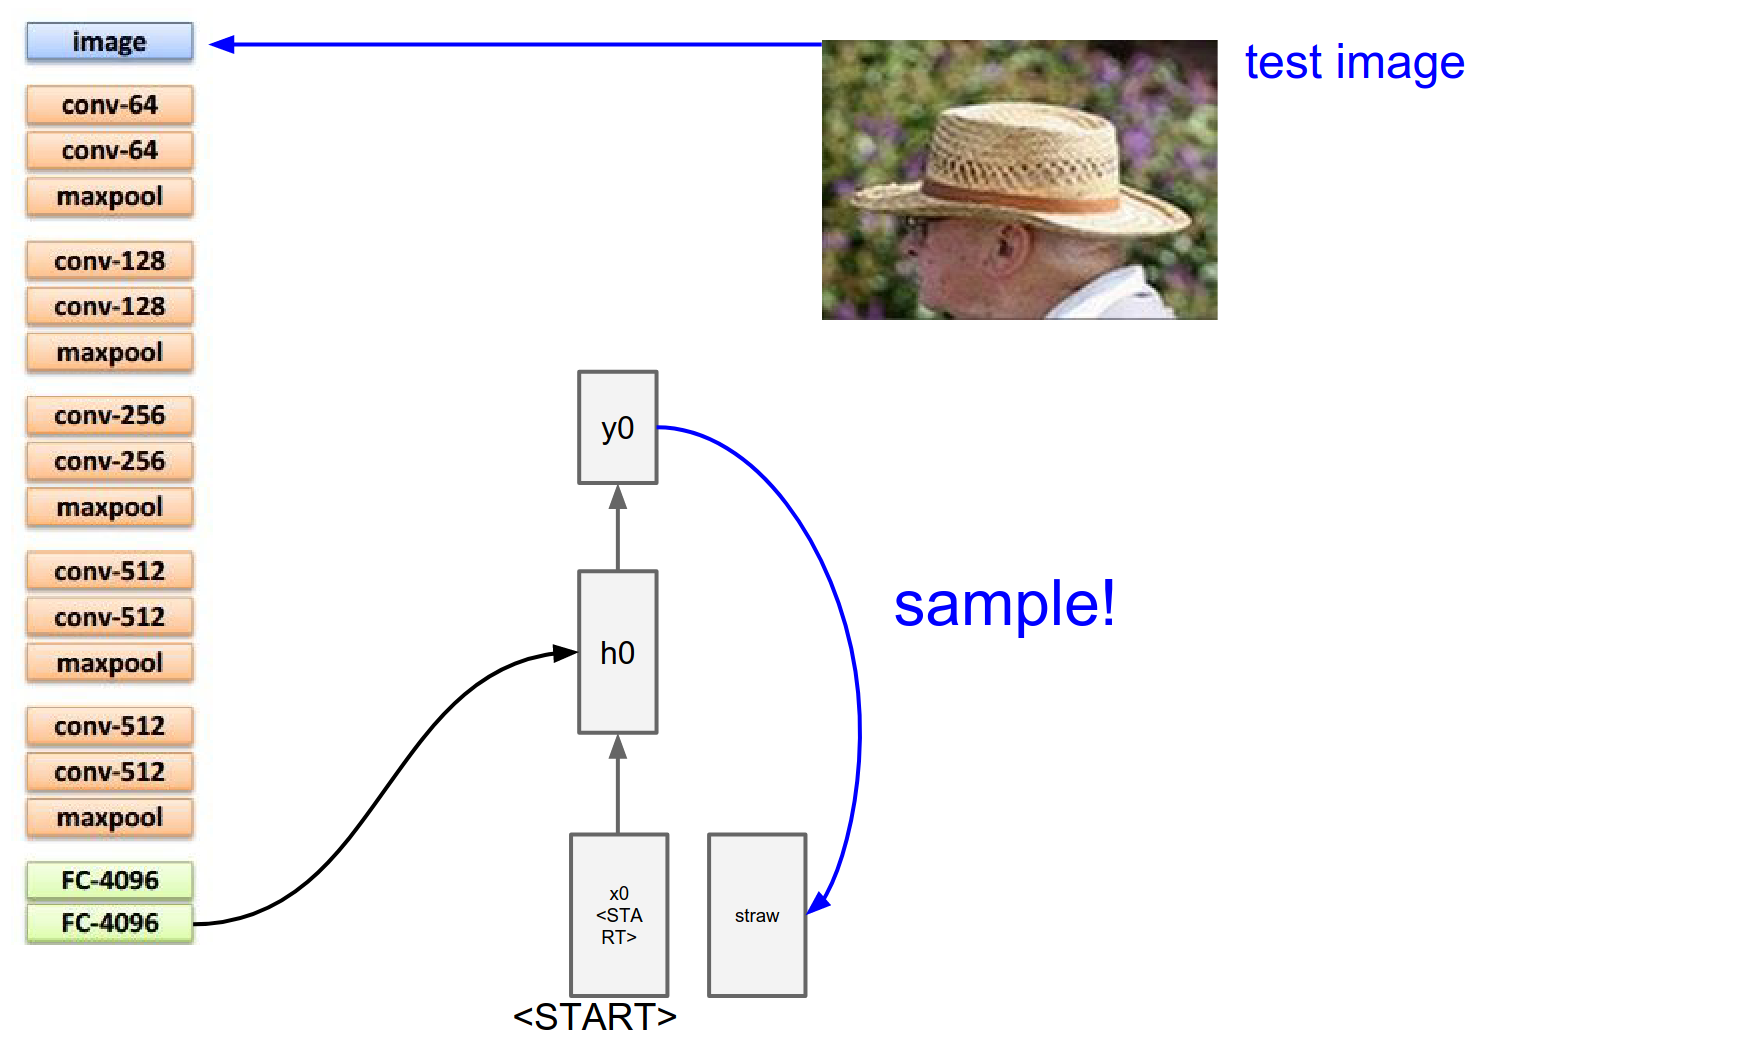 image
conv-64
conv-64
maxpool
conv-128
conv-128
maxpool
conv-256
conv-256
maxpool
conv-512
conv-512
maxpool
conv-512
conv-512
maxpool
FC-4096
FC-4096
test image
y0
sample!
h0
x0
<STA
RT>
straw
<START>